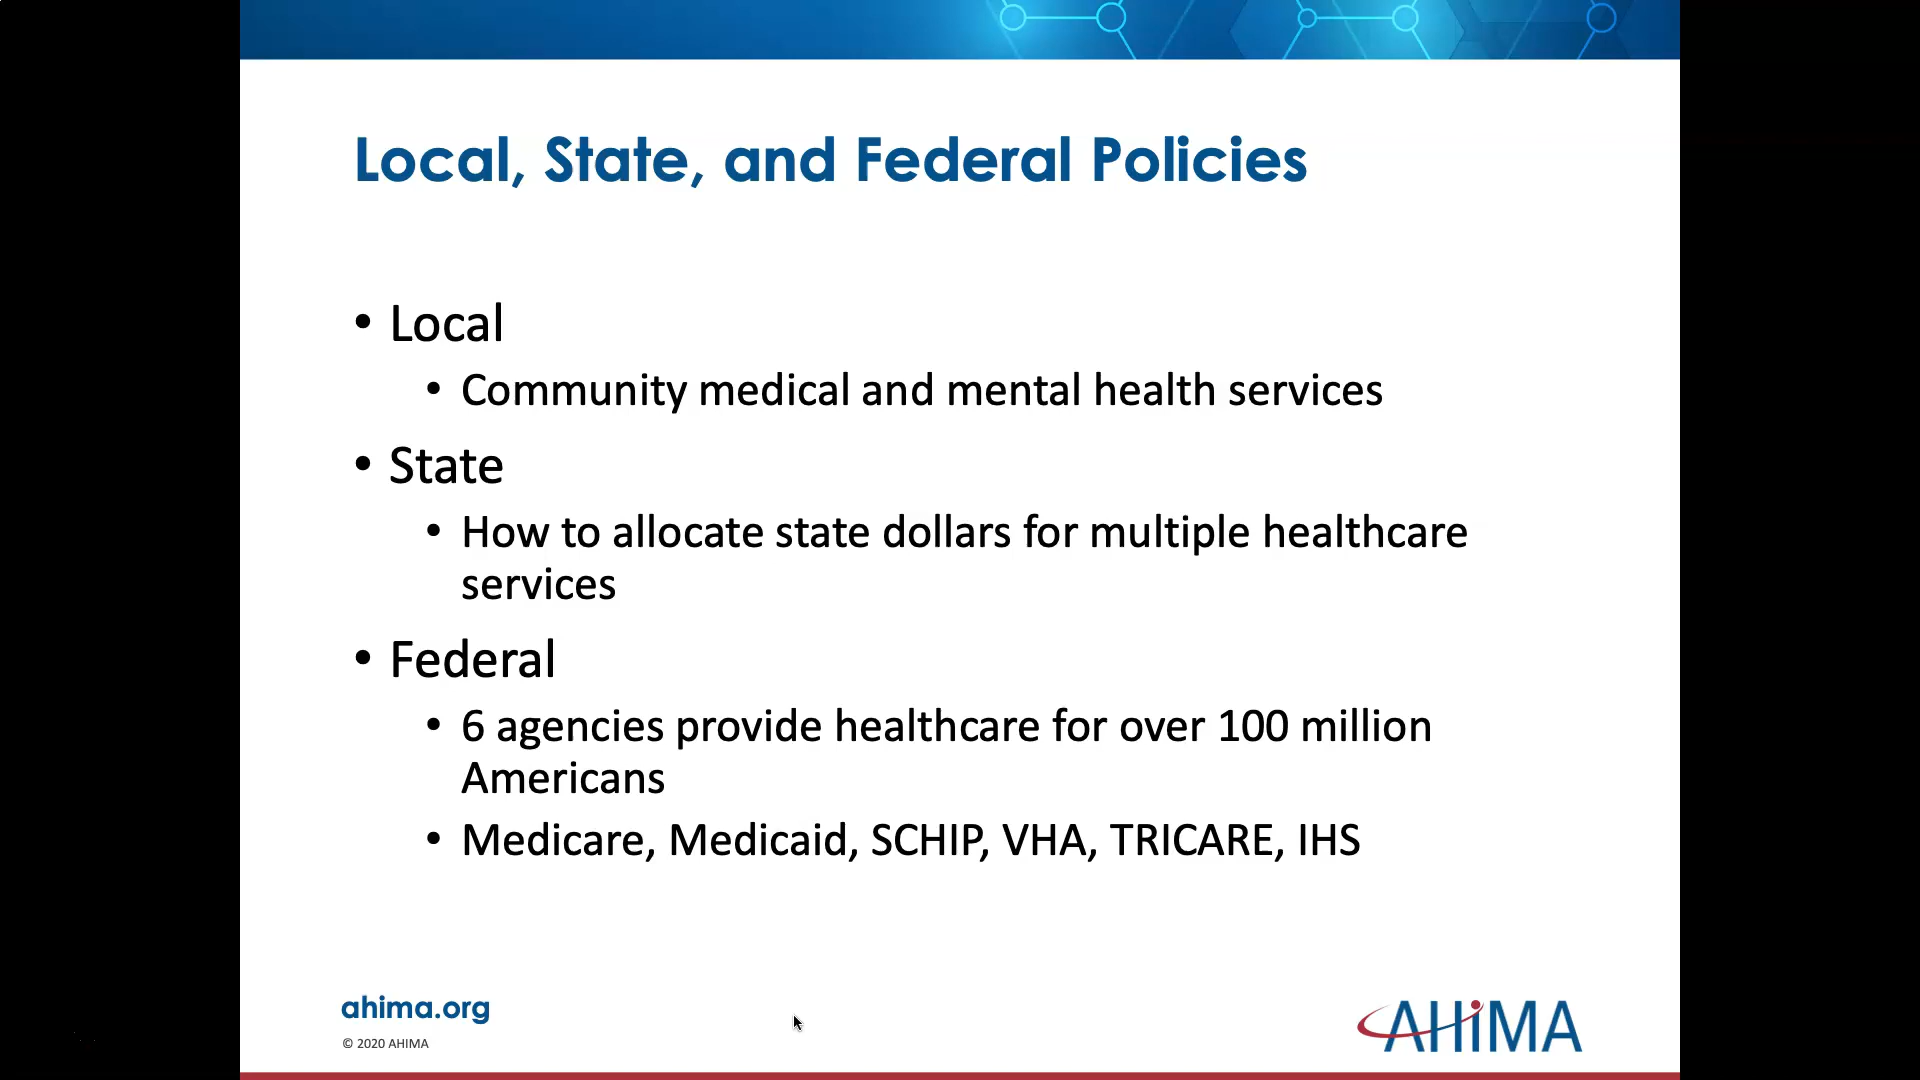 Local, State, and Federal Policies
• Local
• Community medical and mental health services
• State
• How to allocate state dollars for multiple healthcare
services
• Federal
• 6 agencies provide healthcare for over 100 million
Americans
• Medicare, Medicaid, SCHIP, VHA, TRICARE, IHS
ahima.org
© 2020 AHIMA
AHIMA